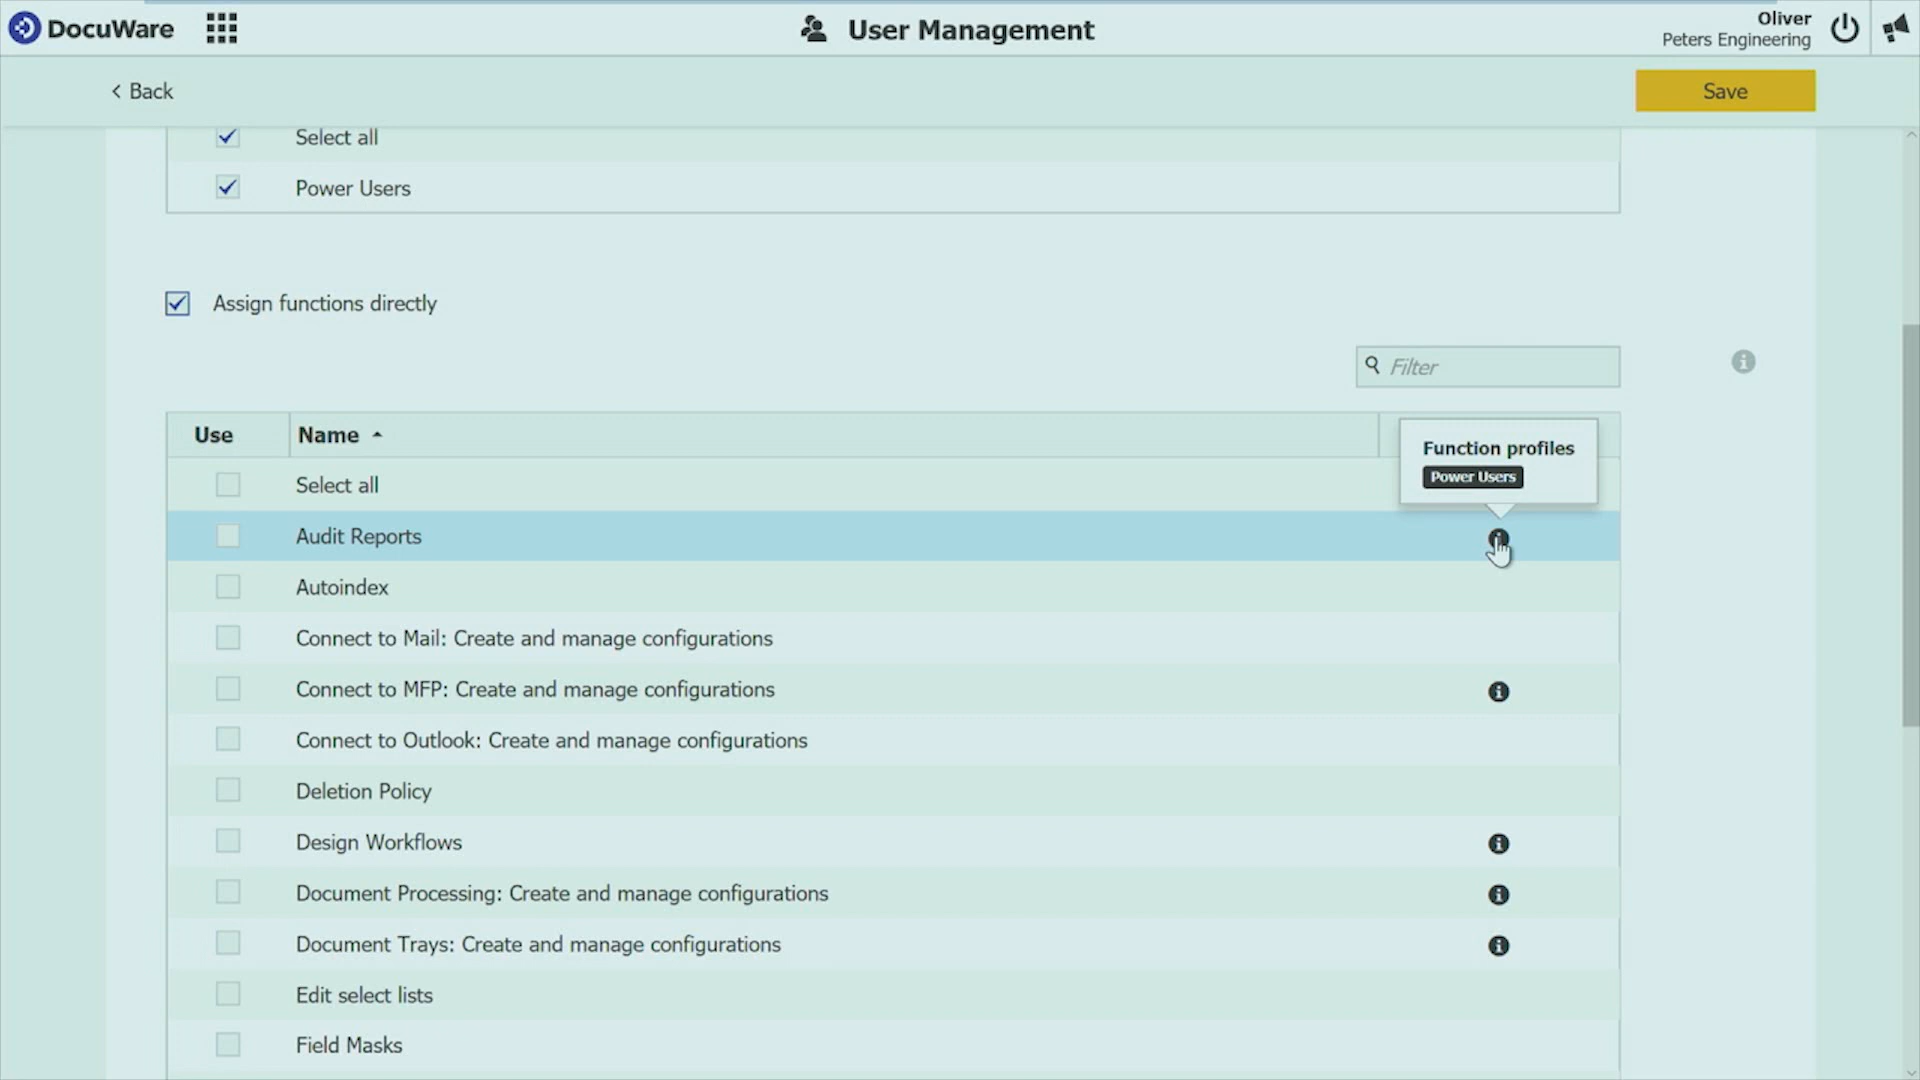 DocuWare
User Management
Oliver
Peters Engineering
Back
Save
Select all
Power Users
Assign functions directly
Filter
Use
Name
Function profiles
Power Users
Select all
Audit Reports
Autoindex
Connect to Mail: Create and manage configurations
Connect to MFP: Create and manage configurations
Connect to Outlook: Create and manage configurations
Deletion Policy
Design Workflows
Document Processing: Create and manage configurations
Document Trays: Create and manage configurations
Edit select lists
Field Masks